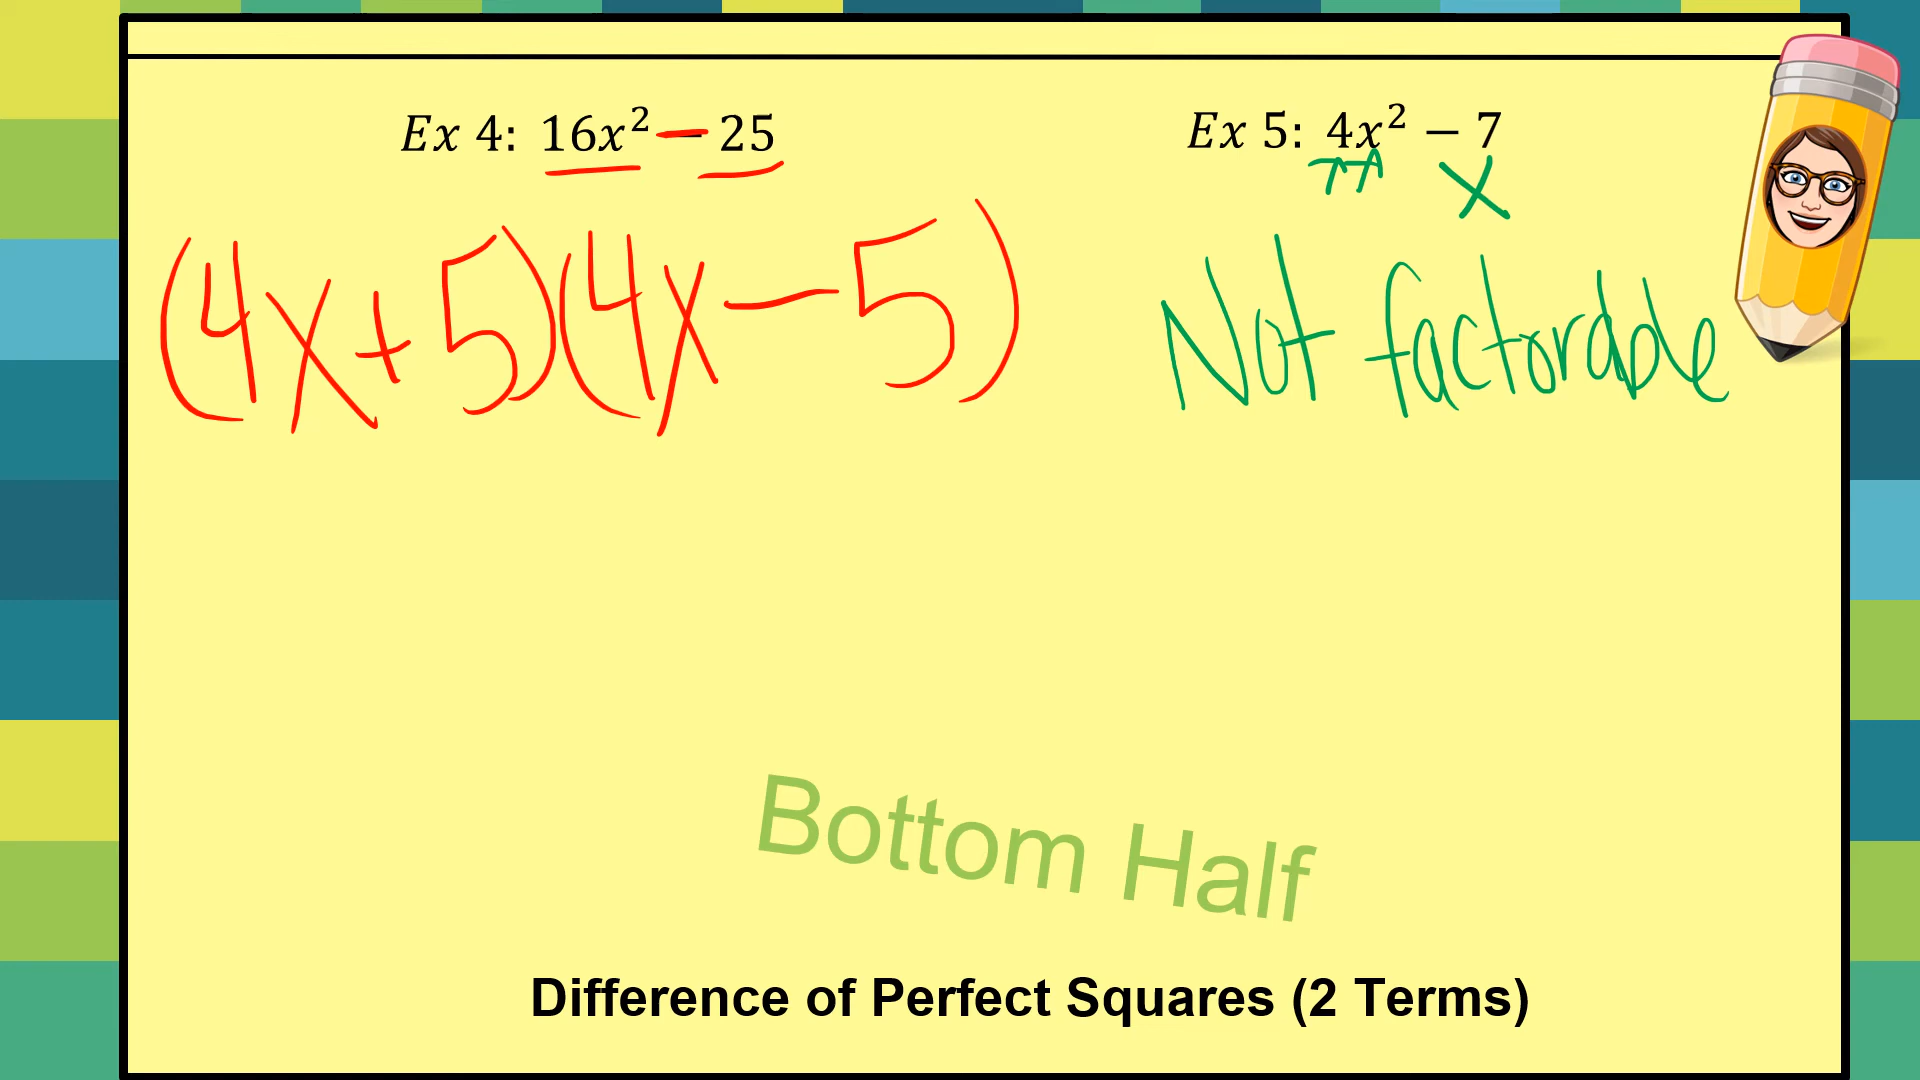 Ex 4: 16x² − 25
(4x+5)(4x−5)
Ex 5: 4x² − 7
X
Not factorable
Bottom Half
Difference of Perfect Squares (2 Terms)